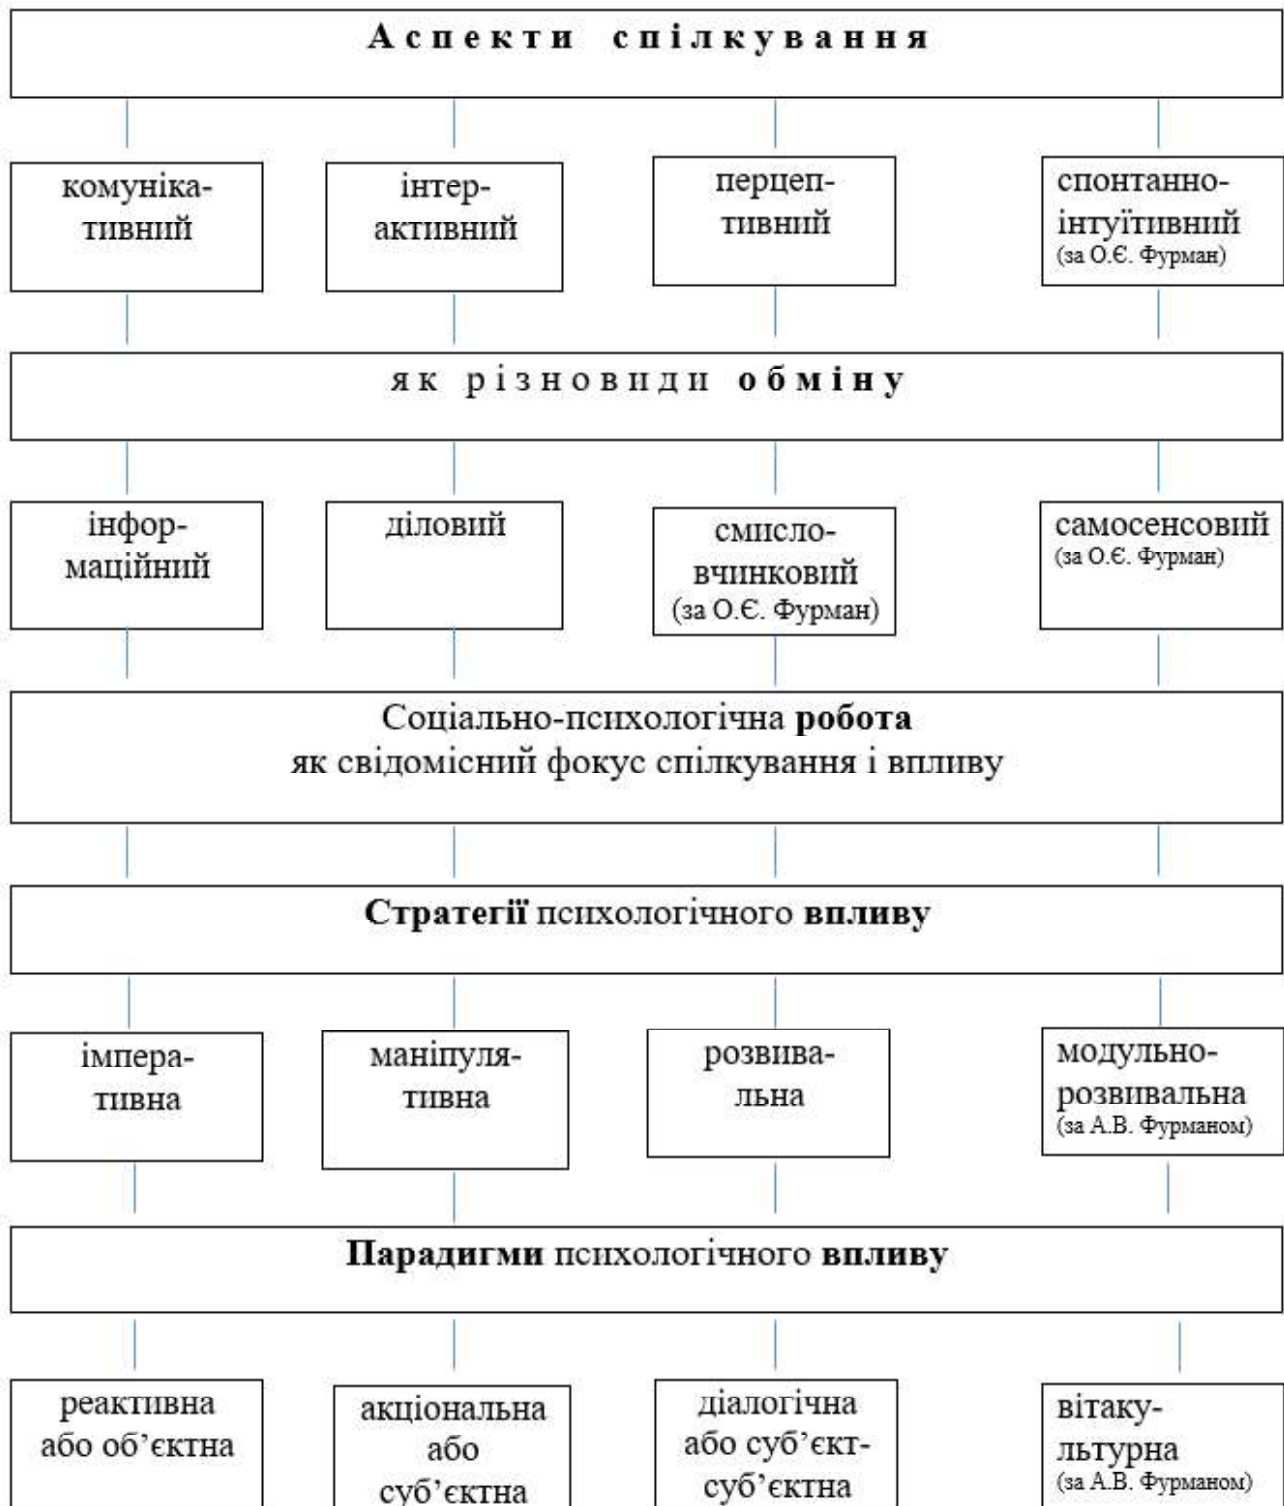 Аспекти спілкування
комуніка-
тивний
інтер-
активний
перцеп-
тивний
спонтанно-
інтуїтивний
(за О.Є. Фурман)
як різновиди обміну
інфор-
маційний
діловий
смисло-
вчинковий
(за О.Є. Фурман)
самосенсовий
(за О.Є. Фурман)
Соціально-психологічна робота
як свідомісний фокус спілкування і впливу
Стратегії психологічного впливу
імпера-
тивна
маніпуля-
тивна
розвива-
льна
модульно-
розвивальна
(за А.В. Фурманом)
Парадигми психологічного впливу
реактивна
або об’єктна
акціональна
або
суб’єктна
діалогічна
або суб’єкт-
суб’єктна
вітаку-
льтурна
(за А.В. Фурманом)